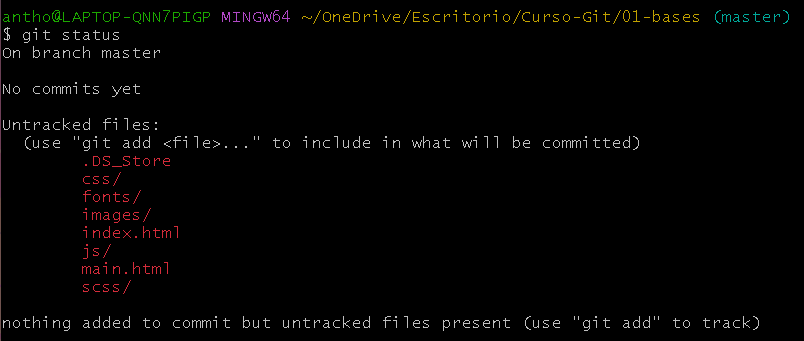 antho@LAPTOP-QNN7PIGP MINGW64 ~/OneDrive/Escritorio/Curso-Git/01-bases (master)
$ git status
On branch master
No commits yet
Untracked files:
(use "git add <file>..." to include in what will be committed)
.DS_Store
css/
fonts/
images/
index.html
js/
main.html
scss/
nothing added to commit but untracked files present (use "git add" to track)